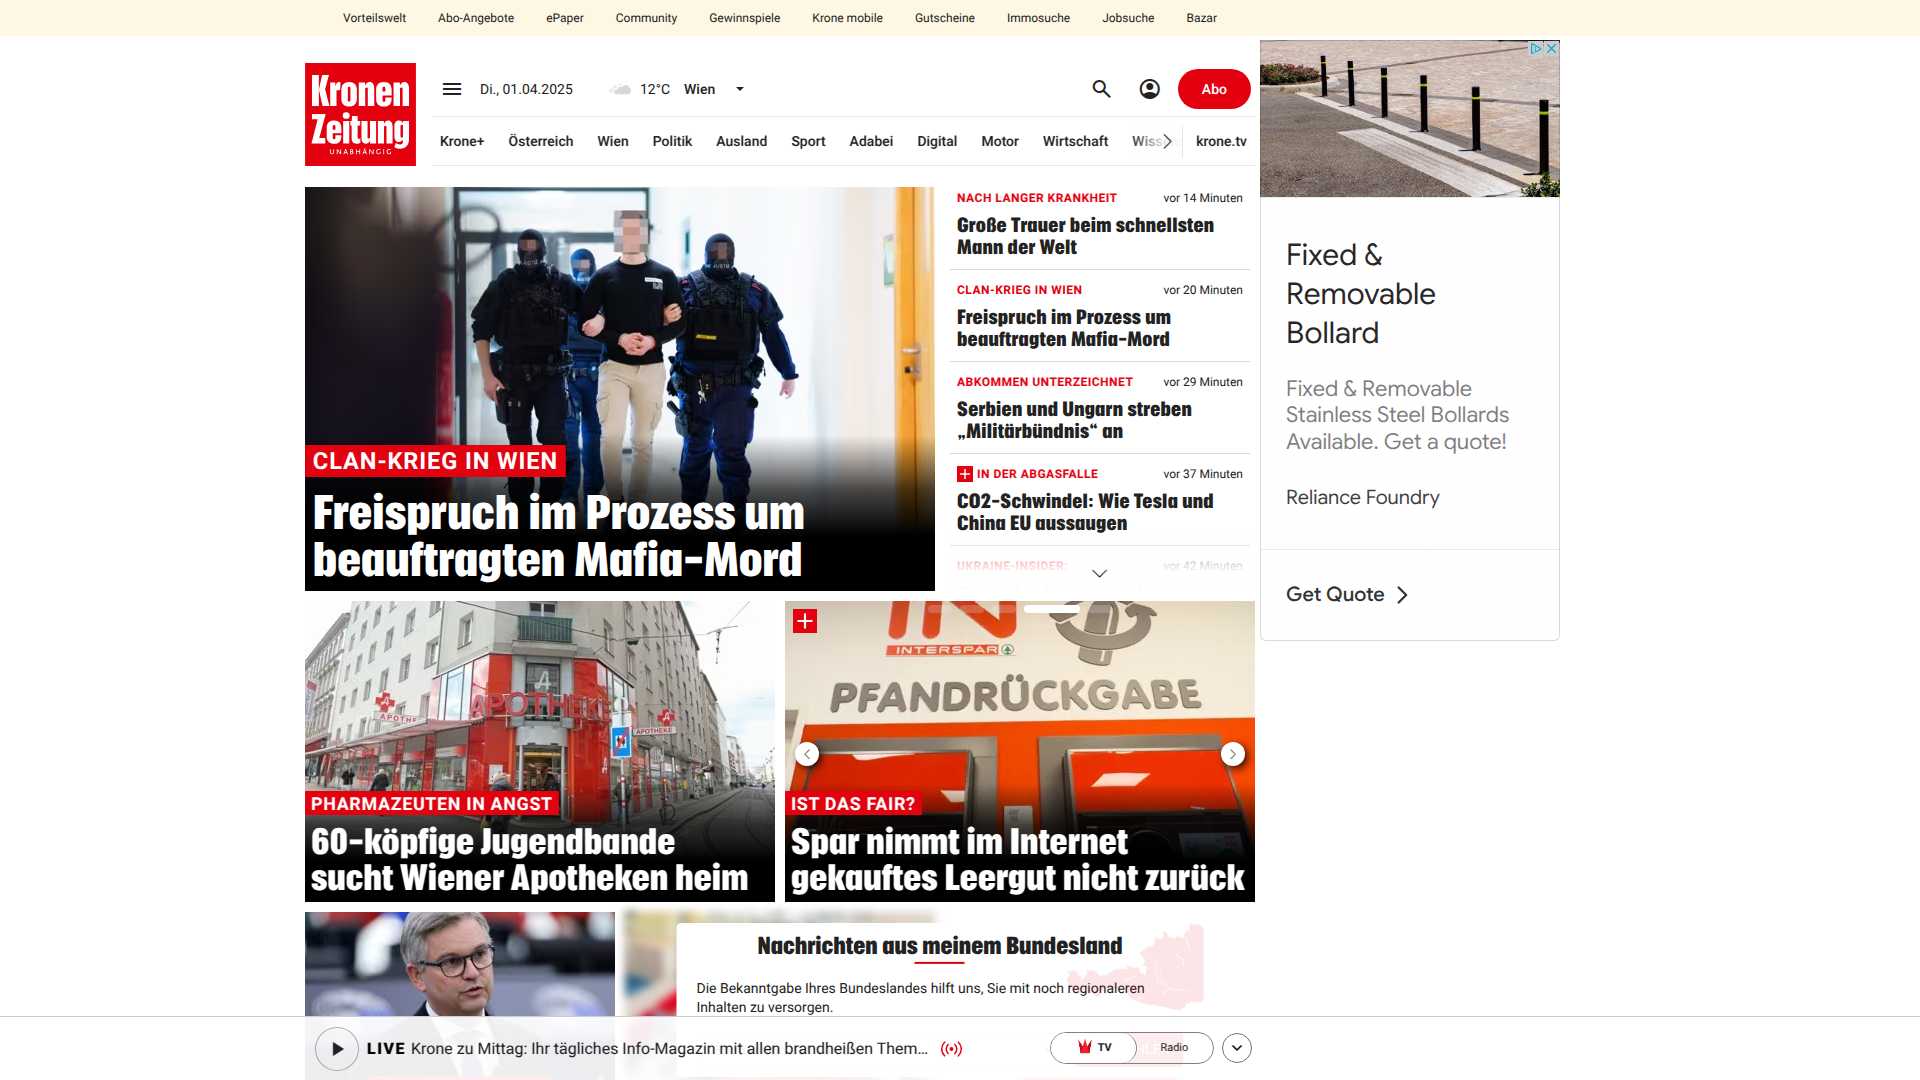 Vorteilswelt Abo-Angebote ePaper Community Gewinnspiele Krone mobile Gutscheine Immosuche Jobsuche Bazar
Kronen
Zeitung
UNABHÄNGIG
Di., 01.04.2025 12°C Wien
Abo
Krone+ Österreich Wien Politik Ausland Sport Adabei Digital Motor Wirtschaft Wiss krone.tv
CLAN-KRIEG IN WIEN
Freispruch im Prozess um
beauftragten Mafia-Mord
NACH LANGER KRANKHEIT vor 14 Minuten
Große Trauer beim schnellsten
Mann der Welt
CLAN-KRIEG IN WIEN vor 20 Minuten
Freispruch im Prozess um
beauftragten Mafia-Mord
ABKOMMEN UNTERZEICHNET vor 29 Minuten
Serbien und Ungarn streben
„Militärbündnis“ an
IN DER ABGASFALLE vor 37 Minuten
CO2-Schwindel: Wie Tesla und
China EU aussaugen
UKRAINE-INSIDER: vor 42 Minuten
Fixed &
Removable
Bollard
Fixed & Removable
Stainless Steel Bollards
Available. Get a quote!
Reliance Foundry
Get Quote
A
APOTHEKE
APOTHE
APOTHEKE
PHARMAZEUTEN IN ANGST
60-köpfige Jugendbande
sucht Wiener Apotheken heim
IN
INTERSPAR
PFANDRÜCKGABE
IST DAS FAIR?
Spar nimmt im Internet
gekauftes Leergut nicht zurück
Nachrichten aus meinem Bundesland
Die Bekanntgabe Ihres Bundeslandes hilft uns, Sie mit noch regionaleren
Inhalten zu versorgen.
LIVE Krone zu Mittag: Ihr tägliches Info-Magazin mit allen brandheißen Them...
TV Radio